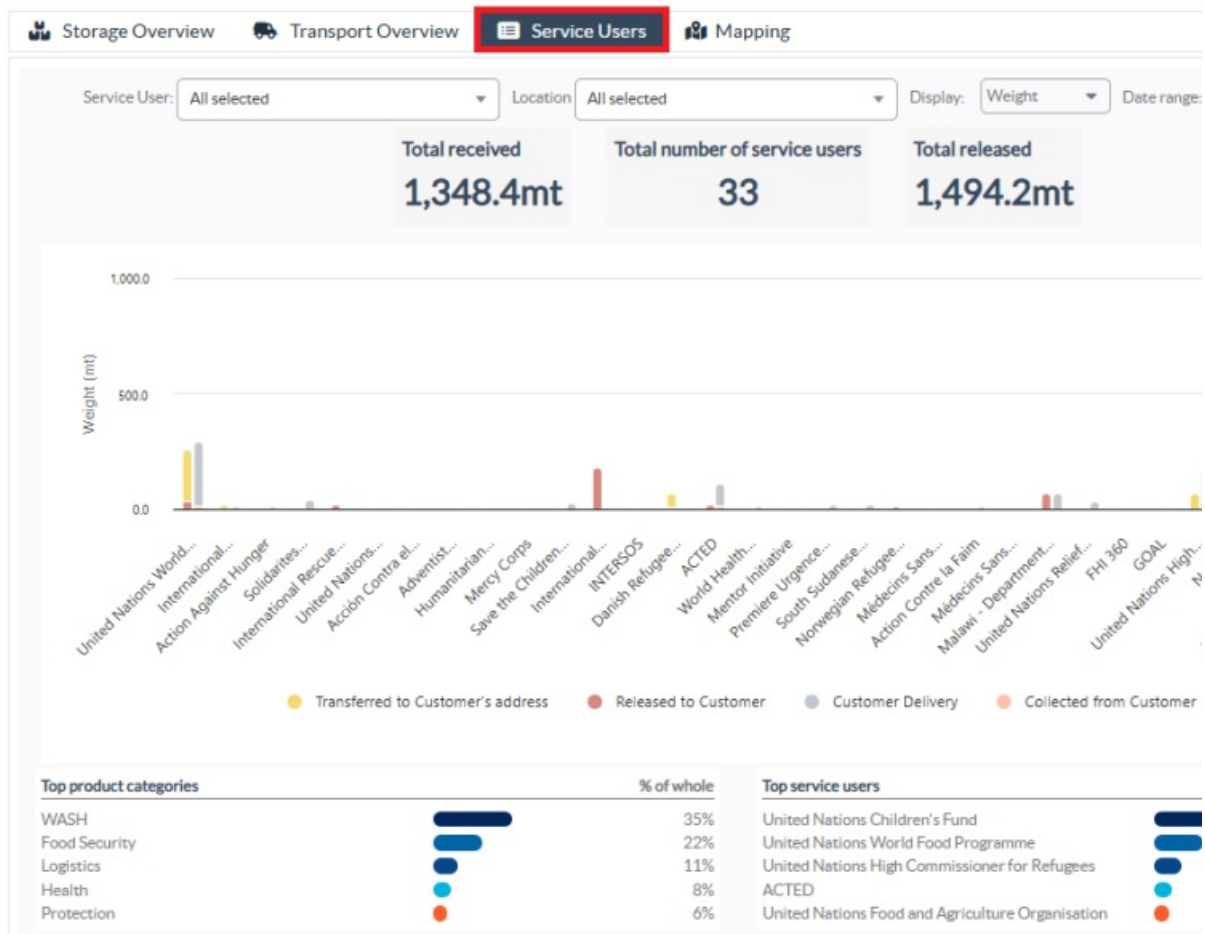 Storage Overview Transport Overview Service Users Mapping
Service User: All selected Location All selected Display: Weight Date range:
Total received Total number of service users Total released
1,348.4mt 33 1,494.2mt
1,000.0
500.0
0.0
Weight (mt)
United Nations World...
International...
Action Against Hunger
Solidarites...
International Rescue...
United Nations...
Acción Contra el...
Adventist...
Humanitarian...
Mercy Corps
Save the Children...
International...
INTERSOS
Danish Refugee...
ACTED
World Health...
Mentor Initiative
Premiere Urgence...
South Sudanese...
Norwegian Refugee...
Médecins Sans...
Action Contre la Faim
Médecins Sans...
Malawi - Department...
United Nations Relief...
FHI 360
GOAL
United Nations High...
Transferred to Customer's address Released to Customer Customer Delivery Collected from Customer
Top product categories % of whole
WASH 35%
Food Security 22%
Logistics 11%
Health 8%
Protection 6%
Top service users
United Nations Children's Fund
United Nations World Food Programme
United Nations High Commissioner for Refugees
ACTED
United Nations Food and Agriculture Organisation